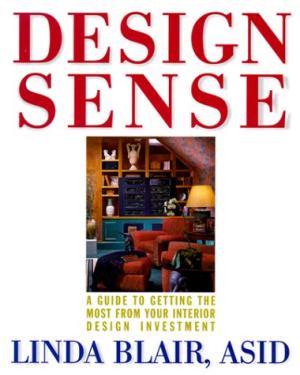 DESIGN
SENSE
A GUIDE TO GETTING THE
MOST FROM YOUR INTERIOR
DESIGN INVESTMENT
LINDA BLAIR, ASID